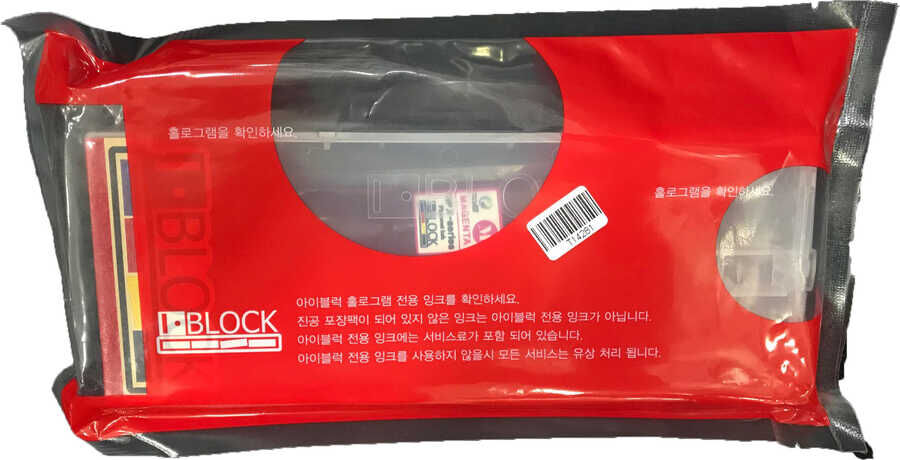 홀로그램을 확인하세요.
I·BLOCK
홀로그램을 확인하세요.
MAGENTA
-series
OCK
T14281
I·BLOCK
I·BLOCK
아이블럭 홀로그램 전용 잉크를 확인하세요.
진공 포장팩이 되어 있지 않은 잉크는 아이블럭 전용 잉크가 아닙니다.
아이블럭 전용 잉크에는 서비스료가 포함 되어 있습니다.
아이블럭 전용 잉크를 사용하지 않을시 모든 서비스는 유상 처리 됩니다.